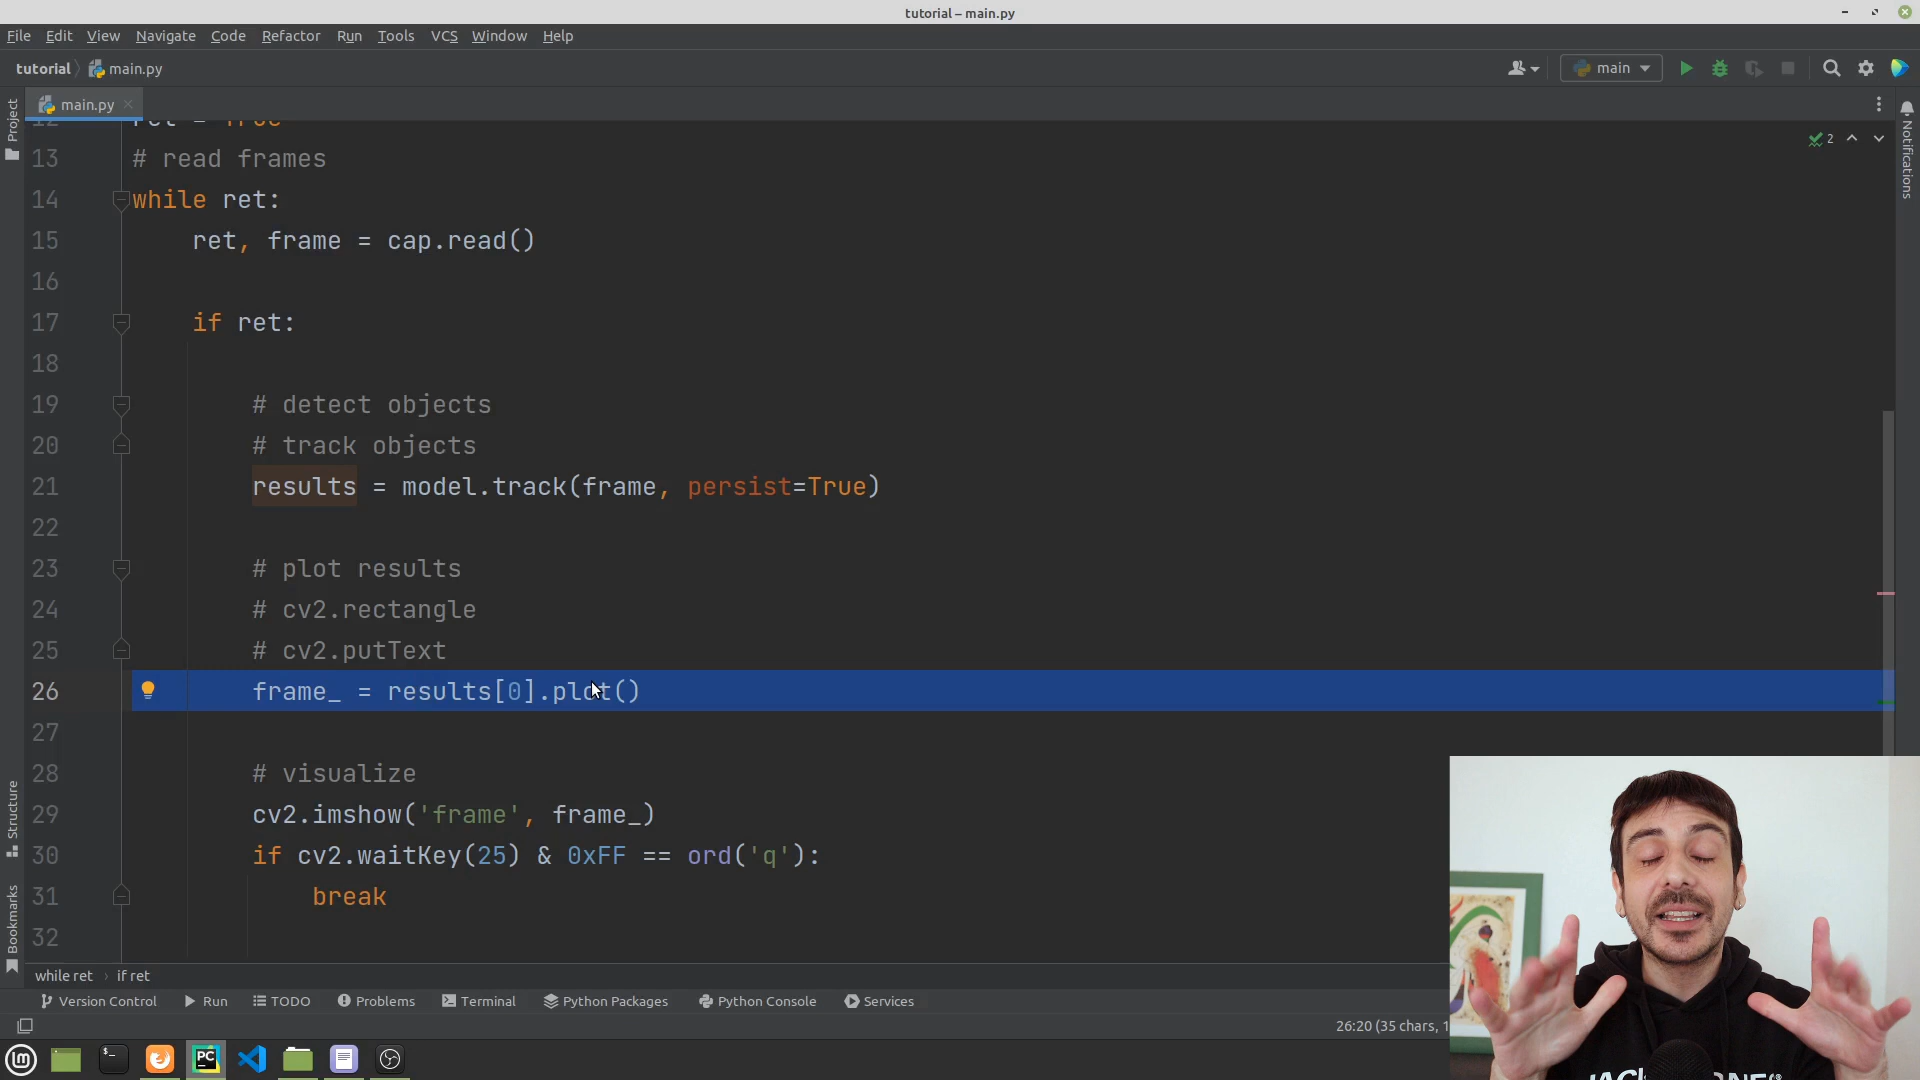 tutorial – main.py
File Edit View Navigate Code Refactor Run Tools VCS Window Help
tutorial main.py main
main.py
Project
Notifications
2
13 # read frames
14 while ret:
15 ret, frame = cap.read()
16
17 if ret:
18
19 # detect objects
20 # track objects
21 results = model.track(frame, persist=True)
22
23 # plot results
24 # cv2.rectangle
25 # cv2.putText
26 frame_ = results[0].plot()
27
28 # visualize
29 cv2.imshow('frame', frame_)
30 if cv2.waitKey(25) & 0xFF == ord('q'):
31 break
32
Structure
Bookmarks
while ret › if ret
Version Control Run TODO Problems Terminal Python Packages Python Console Services
26:20 (35 chars, 1
PC